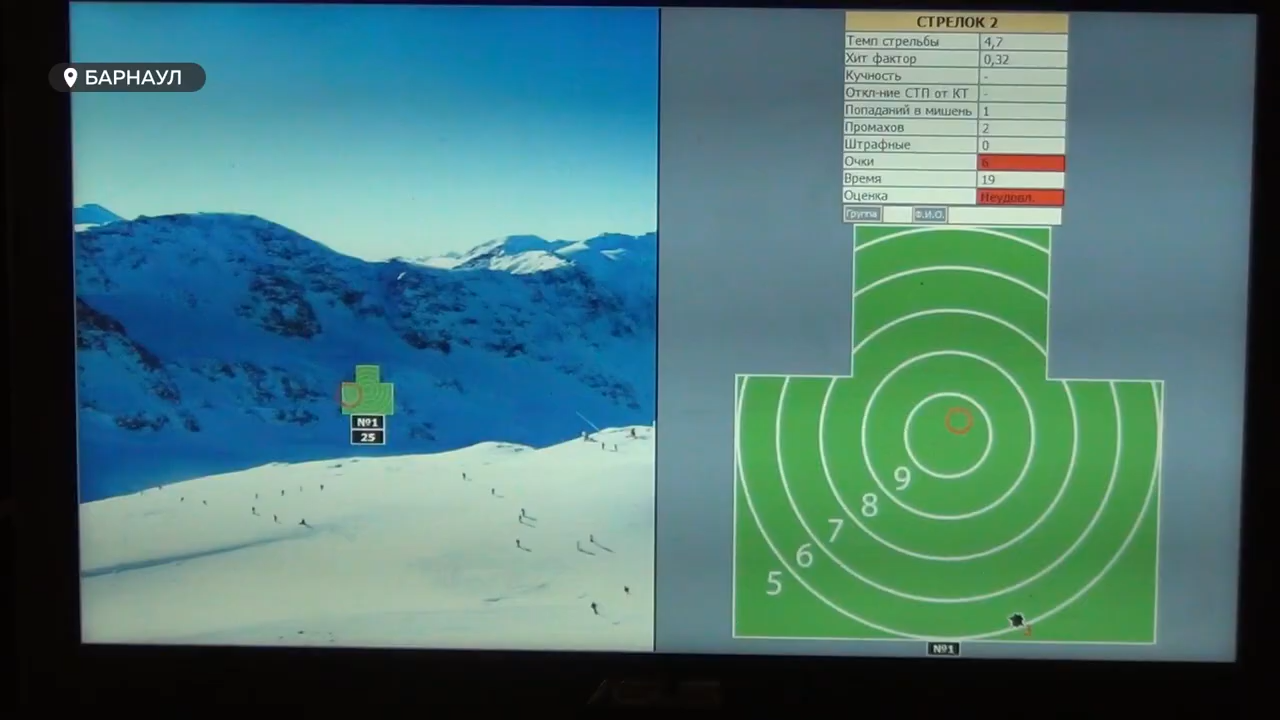 БАРНАУЛ
СТРЕЛОК 2
Темп стрельбы 4,7
Хит фактор 0,32
Кучность -
Откл-ние СТП от КТ -
Попаданий в мишень 1
Промахов 2
Штрафные 0
Очки 6
Время 19
Оценка Неудовл.
Группа Ф.И.О.
№1
25
9
8
7
6
5
3
№1